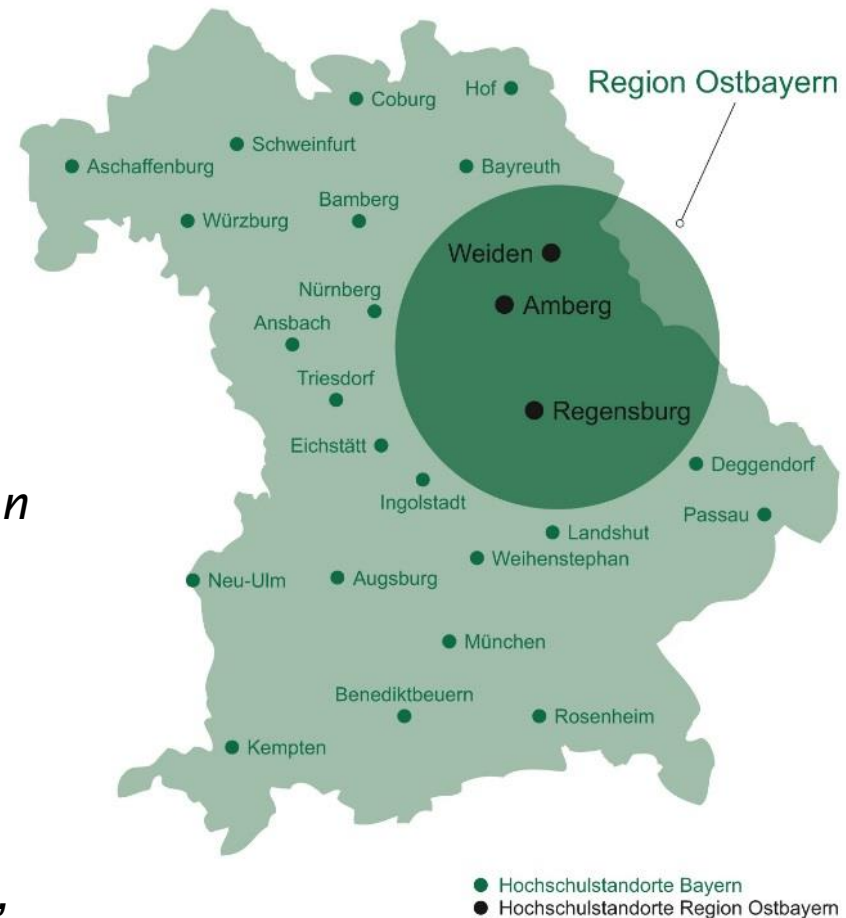 Region Ostbayern
Hof
Coburg
Schweinfurt
Aschaffenburg
Bayreuth
Bamberg
Würzburg
Weiden
Nürnberg
Amberg
Ansbach
Triesdorf
Regensburg
Eichstätt
Deggendorf
Ingolstadt
n
Passau
Landshut
Weihenstephan
Neu-Ulm
Augsburg
München
Benediktbeuern
Rosenheim
Kempten
Hochschulstandorte Bayern
,
Hochschulstandorte Region Ostbayern